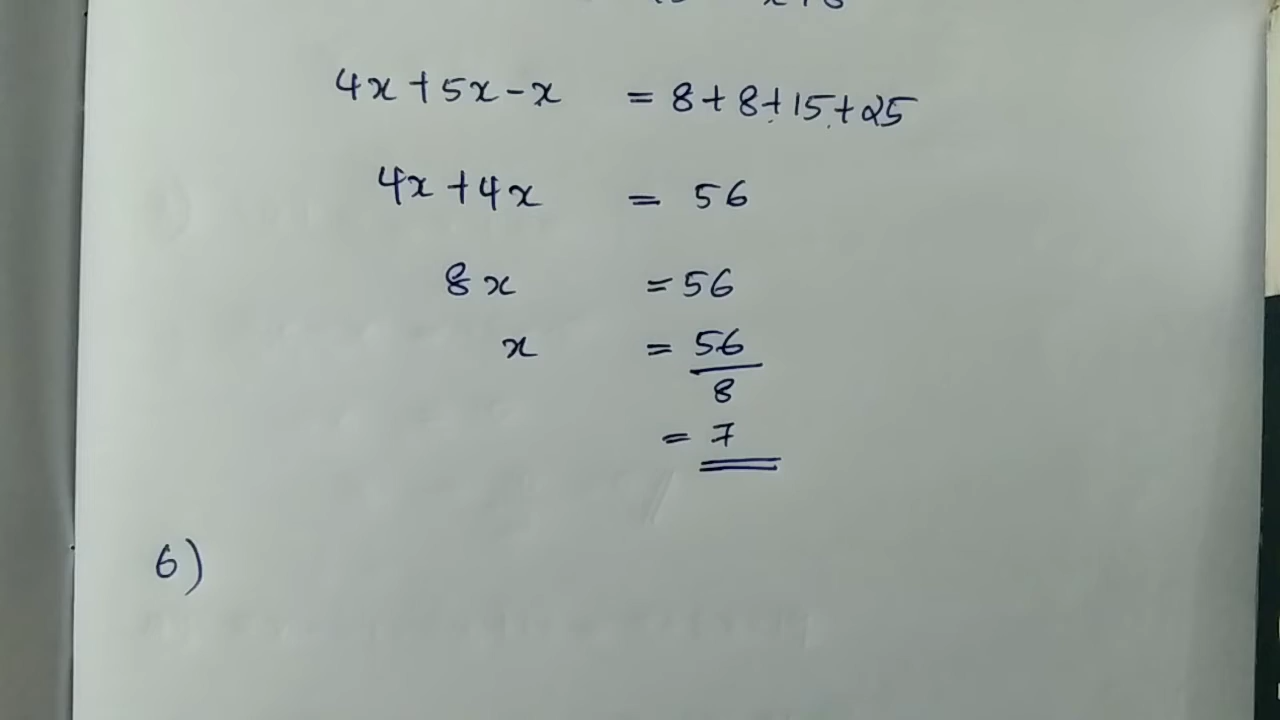 4x + 5x - x = 8 + 8 + 15 + 25
4x + 4x = 56
8x = 56
x = 56/8
= 7
6)